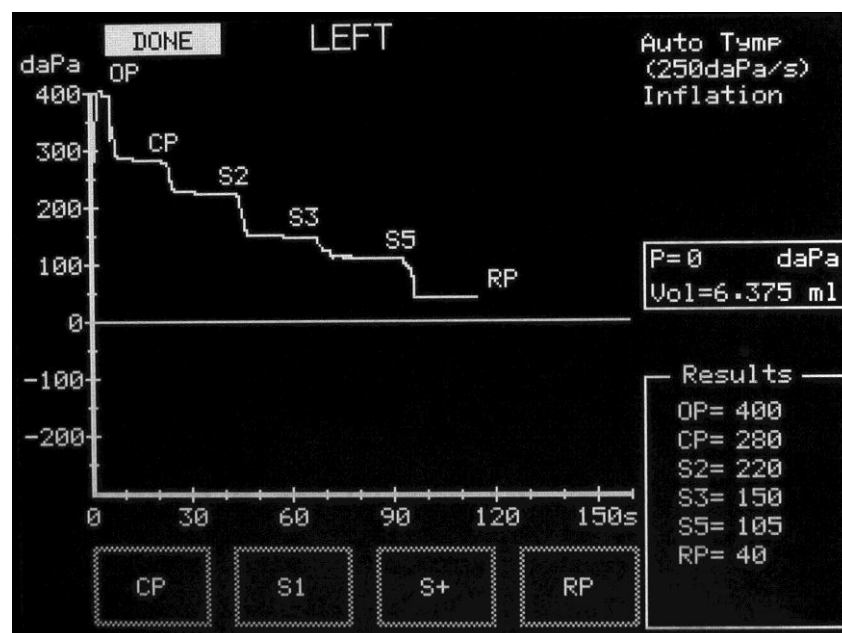 DONE
LEFT
Auto Tymp
(250daPa/s)
Inflation
daPa
OP
400
300
200
100
0
-100
-200
CP
S2
S3
S5
RP
0 30 60 90 120 150s
P=0 daPa
Vol=6.375 ml
Results
OP= 400
CP= 280
S2= 220
S3= 150
S5= 105
RP= 40
CP
S1
S+
RP